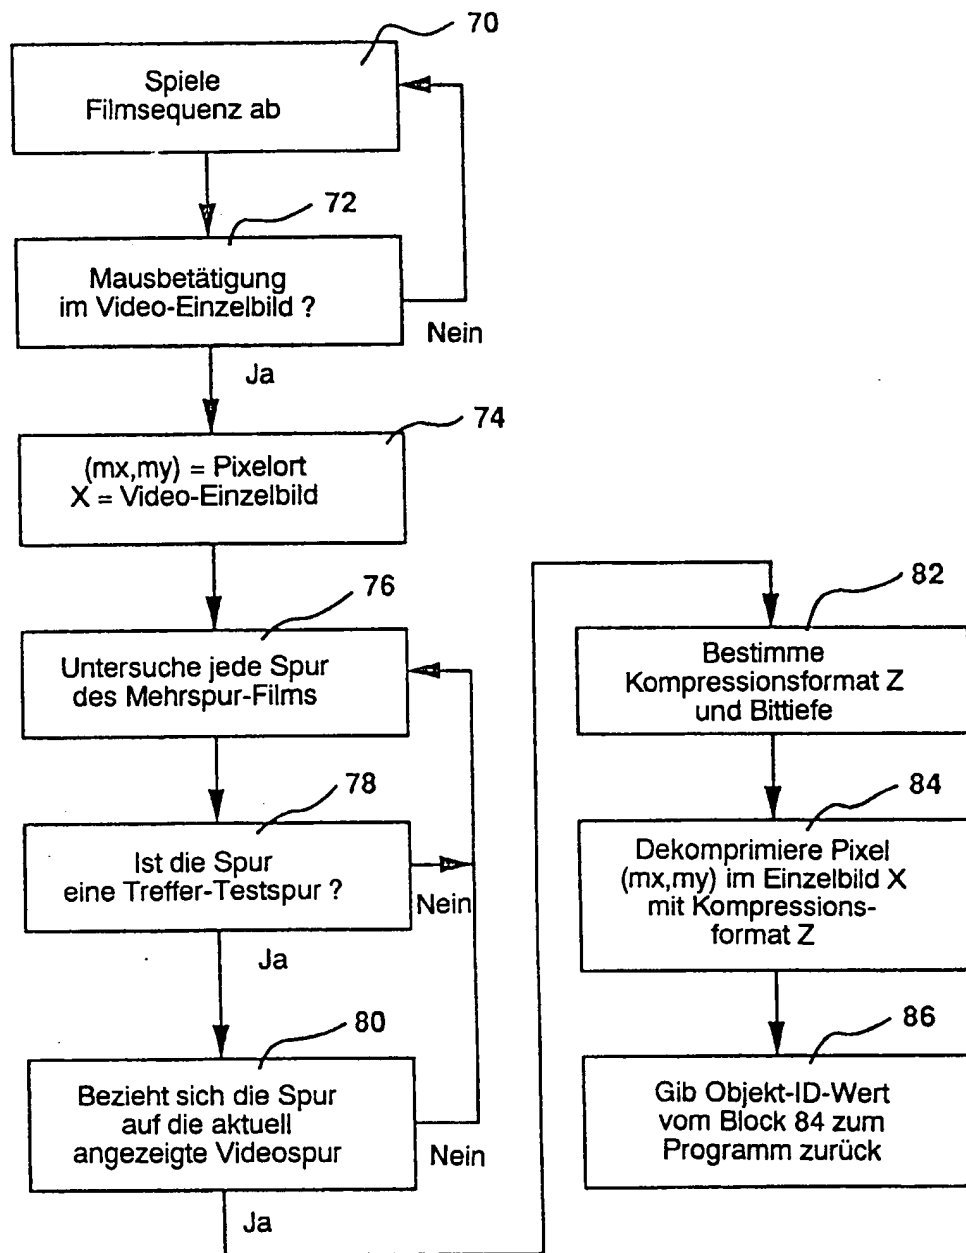 70
Spiele
Filmsequenz ab
72
Mausbetätigung
im Video-Einzelbild ?
Nein
Ja
74
(mx,my) = Pixelort
X = Video-Einzelbild
76
Untersuche jede Spur
des Mehrspur-Films
78
Ist die Spur
eine Treffer-Testspur ?
Nein
Ja
80
Bezieht sich die Spur
auf die aktuell
angezeigte Videospur
Nein
Ja
82
Bestimme
Kompressionsformat Z
und Bittiefe
84
Dekomprimiere Pixel
(mx,my) im Einzelbild X
mit Kompressions-
format Z
86
Gib Objekt-ID-Wert
vom Block 84 zum
Programm zurück